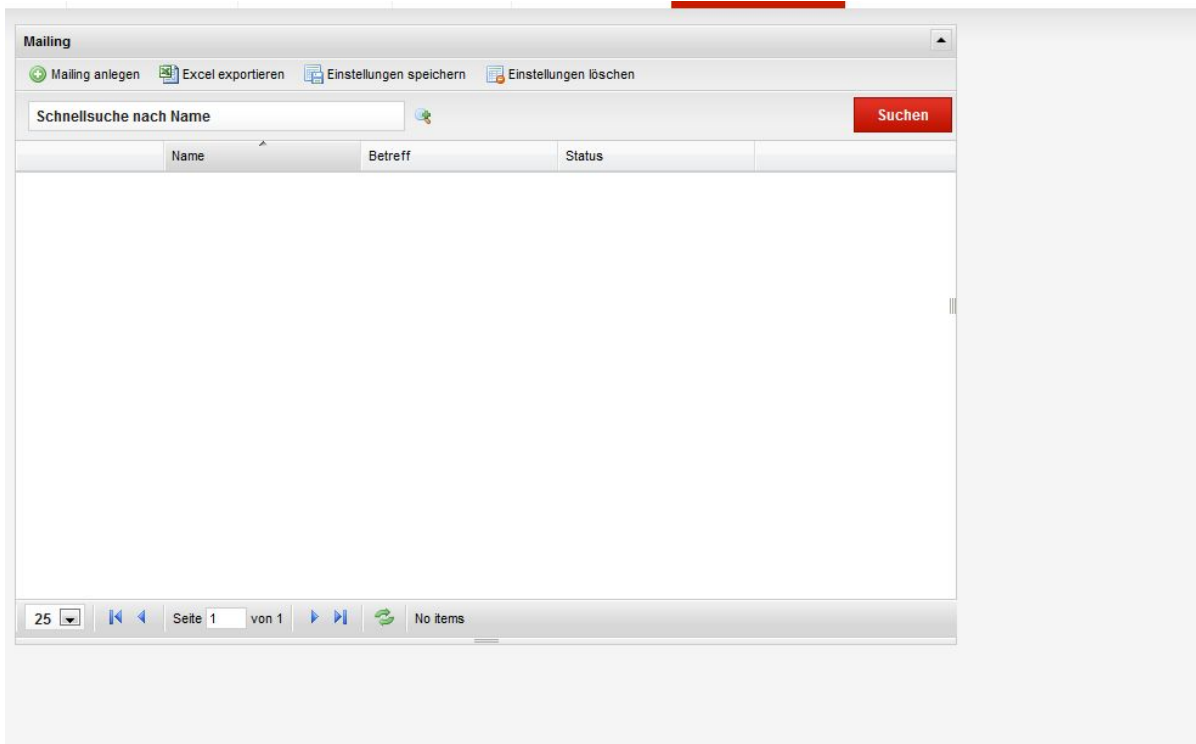 Mailing
Mailing anlegen Excel exportieren Einstellungen speichern Einstellungen löschen
Schnellsuche nach Name Suchen
Name Betreff Status
25 Seite 1 von 1 No items